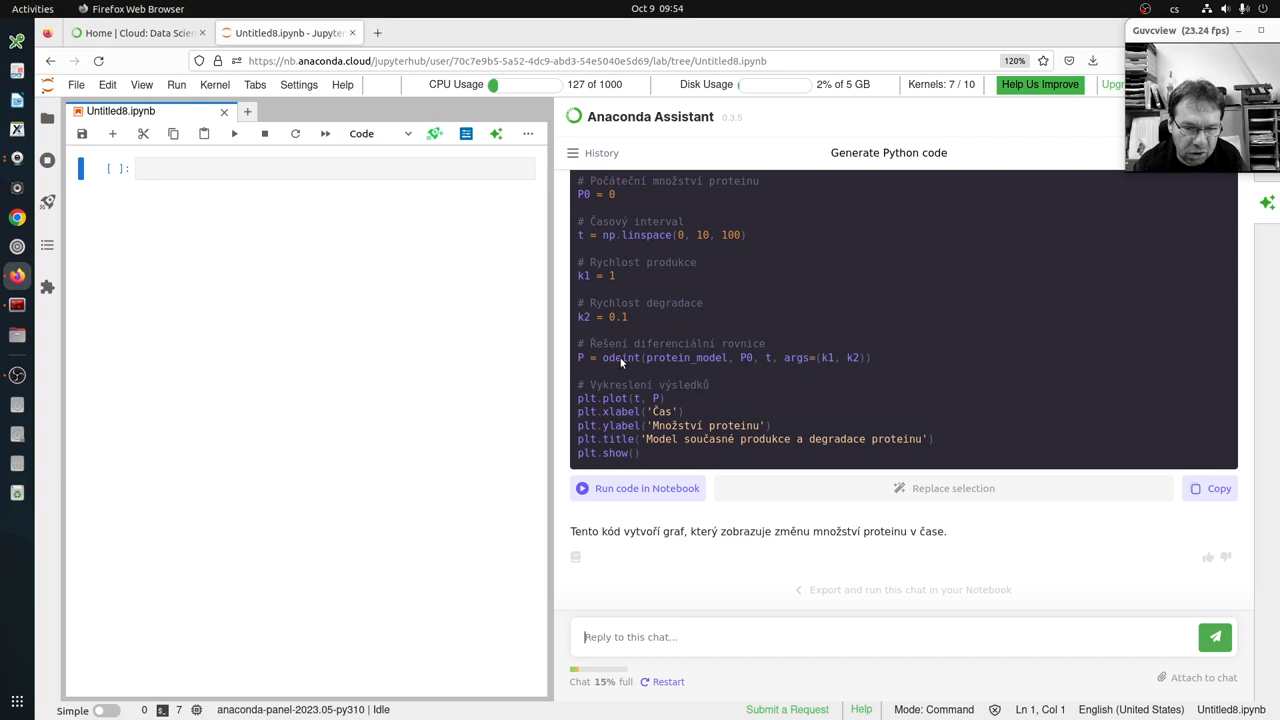 Activities
Firefox Web Browser
Oct 9 09:54
cs
Home | Cloud: Data Scien
Untitled8.ipynb - Jupyter
Guvcview (23.24 fps)
https://nb.anaconda.cloud/jupyterhub/user/70c7e9b5-5a52-4dc9-abd3-54e5040e5d69/lab/tree/Untitled8.ipynb
120%
File Edit View Run Kernel Tabs Settings Help
CPU Usage
127 of 1000
Disk Usage
2% of 5 GB
Kernels: 7 / 10
Help Us Improve
Upgr
Untitled8.ipynb
Code
[ ]:
Anaconda Assistant 0.3.5
History
Generate Python code
# Počáteční množství proteinu
P0 = 0
# Časový interval
t = np.linspace(0, 10, 100)
# Rychlost produkce
k1 = 1
# Rychlost degradace
k2 = 0.1
# Řešení diferenciální rovnice
P = odeint(protein_model, P0, t, args=(k1, k2))
# Vykreslení výsledků
plt.plot(t, P)
plt.xlabel('Čas')
plt.ylabel('Množství proteinu')
plt.title('Model současné produkce a degradace proteinu')
plt.show()
Run code in Notebook
Replace selection
Copy
Tento kód vytvoří graf, který zobrazuje změnu množství proteinu v čase.
Export and run this chat in your Notebook
Reply to this chat...
Chat 15% full
Restart
Attach to chat
Simple
0
7
anaconda-panel-2023.05-py310 | Idle
Submit a Request
Help
Mode: Command
Ln 1, Col 1
English (United States)
Untitled8.ipynb